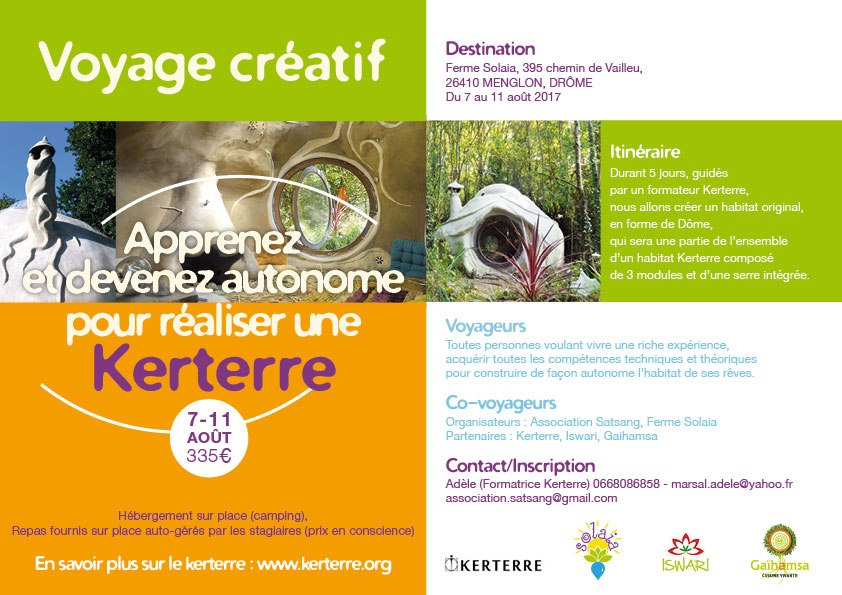 Voyage créatif
Apprenez
et devenez autonome
pour réaliser une
Kerterre
7-11
AOÛT
335€
Hébergement sur place (camping),
Repas fournis sur place auto-gérés par les stagiaires (prix en conscience)
En savoir plus sur le kerterre : www.kerterre.org
Destination
Ferme Solaia, 395 chemin de Vailleu,
26410 MENGLON, DRÔME
Du 7 au 11 août 2017
Itinéraire
Durant 5 jours, guidés
par un formateur Kerterre,
nous allons créer un habitat original,
en forme de Dôme,
qui sera une partie de l'ensemble
d'un habitat Kerterre composé
de 3 modules et d'une serre intégrée.
Voyageurs
Toutes personnes voulant vivre une riche expérience,
acquérir toutes les compétences techniques et théoriques
pour construire de façon autonome l'habitat de ses rêves.
Co-voyageurs
Organisateurs : Association Satsang, Ferme Solaia
Partenaires : Kerterre, Iswari, Gaihamsa
Contact/Inscription
Adèle (Formatrice Kerterre) 0668086858 - marsal.adele@yahoo.fr
association.satsang@gmail.com
KERTERRE
solaia
ISWARI
Gaïhamsa
CUISINE VIVANTE